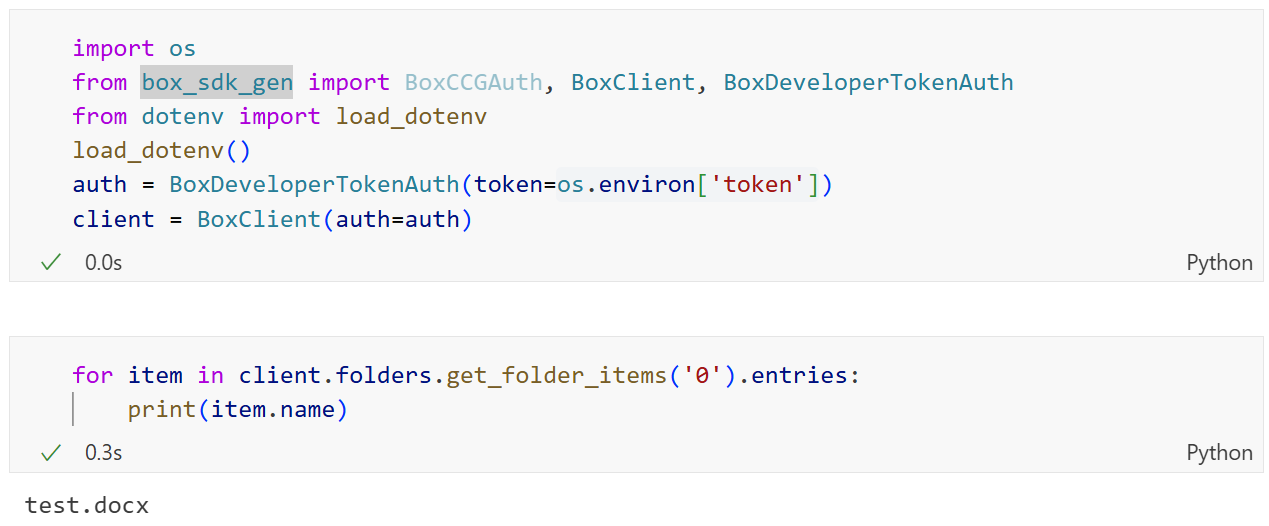 import os
from box_sdk_gen import BoxCCGAuth, BoxClient, BoxDeveloperTokenAuth
from dotenv import load_dotenv
load_dotenv()
auth = BoxDeveloperTokenAuth(token=os.environ['token'])
client = BoxClient(auth=auth)
0.0s Python
for item in client.folders.get_folder_items('0').entries:
    print(item.name)
0.3s Python
test.docx